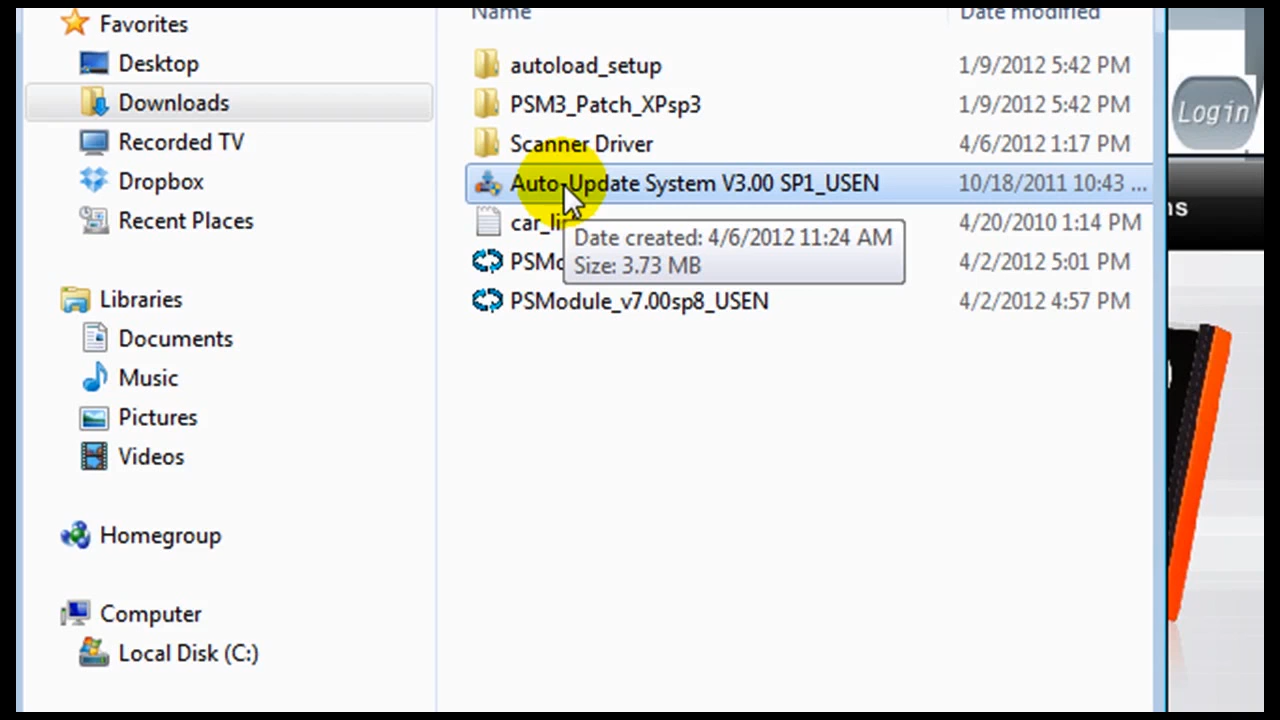 Name Date modified
Favorites
Desktop
Downloads
Recorded TV
Dropbox
Recent Places
Libraries
Documents
Music
Pictures
Videos
Homegroup
Computer
Local Disk (C:)
autoload_setup 1/9/2012 5:42 PM
PSM3_Patch_XPsp3 1/9/2012 5:42 PM
Scanner Driver 4/6/2012 1:17 PM
Auto-Update System V3.00 SP1_USEN 10/18/2011 10:43 ...
4/20/2010 1:14 PM
Date created: 4/6/2012 11:24 AM
Size: 3.73 MB
4/2/2012 5:01 PM
PSModule_v7.00sp8_USEN 4/2/2012 4:57 PM
Login